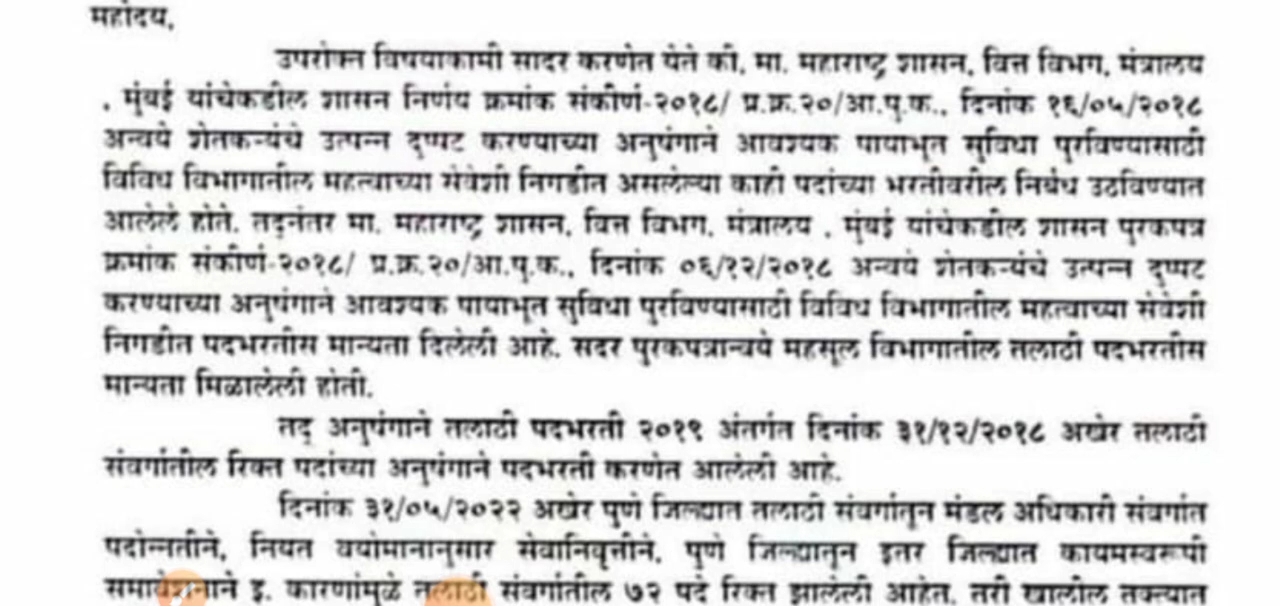 महोदय,
उपरोक्त विषयाकामी सादर करणेत येते की, मा. महाराष्ट्र शासन, वित्त विभग, मंत्रालय
, मुंबई यांचेकडील शासन निर्णय क्रमांक संकीर्ण-२०१८/ प्र.क्र.२०/आ.पु.क., दिनांक १६/०५/२०१८
अन्वये शेतकऱ्यंचे उत्पन्न दुप्पट करण्याच्या अनुषंगाने आवश्यक पायाभुत सुविधा पुरविण्यासाठी
विविध विभागातील महत्वाच्या सेवेशी निगडीत असलेल्या काही पदांच्या भरतीवरील निर्बंध उठविण्यात
आलेले होते. तद्नंतर मा. महाराष्ट्र शासन, वित्त विभग, मंत्रालय , मुंबई यांचेकडील शासन पुरकपत्र
क्रमांक संकीर्ण-२०१८/ प्र.क्र.२०/आ.पु.क., दिनांक ०६/१२/२०१८ अन्वये शेतकऱ्यंचे उत्पन्न दुप्पट
करण्याच्या अनुषंगाने आवश्यक पायाभूत सुविधा पुरविण्यासाठी विविध विभागातील महत्वाच्या सेवेशी
निगडीत पदभरतीस मान्यता दिलेली आहे. सदर पुरकपत्रान्वये महसूल विभागातील तलाठी पदभरतीस
मान्यता मिळालेली होती.
तद् अनुषंगाने तलाठी पदभरती २०१९ अंतर्गत दिनांक ३१/१२/२०१८ अखेर तलाठी
संवर्गातील रिक्त पदांच्या अनुषंगाने पदभरती करणेत आलेली आहे.
दिनांक ३१/०५/२०२२ अखेर पुणे जिल्ह्यात तलाठी संवर्गातून मंडल अधिकारी संवर्गात
पदोन्नतीने, नियत वयोमानानुसार सेवानिवृत्तीने, पुणे जिल्ह्यातून इतर जिल्ह्यात कायमस्वरूपी
समावेशनाने इ. कारणांमुळे तलाठी संवर्गातील ७२ पदे रिक्त झालेली आहेत. तरी खालील तक्त्यात